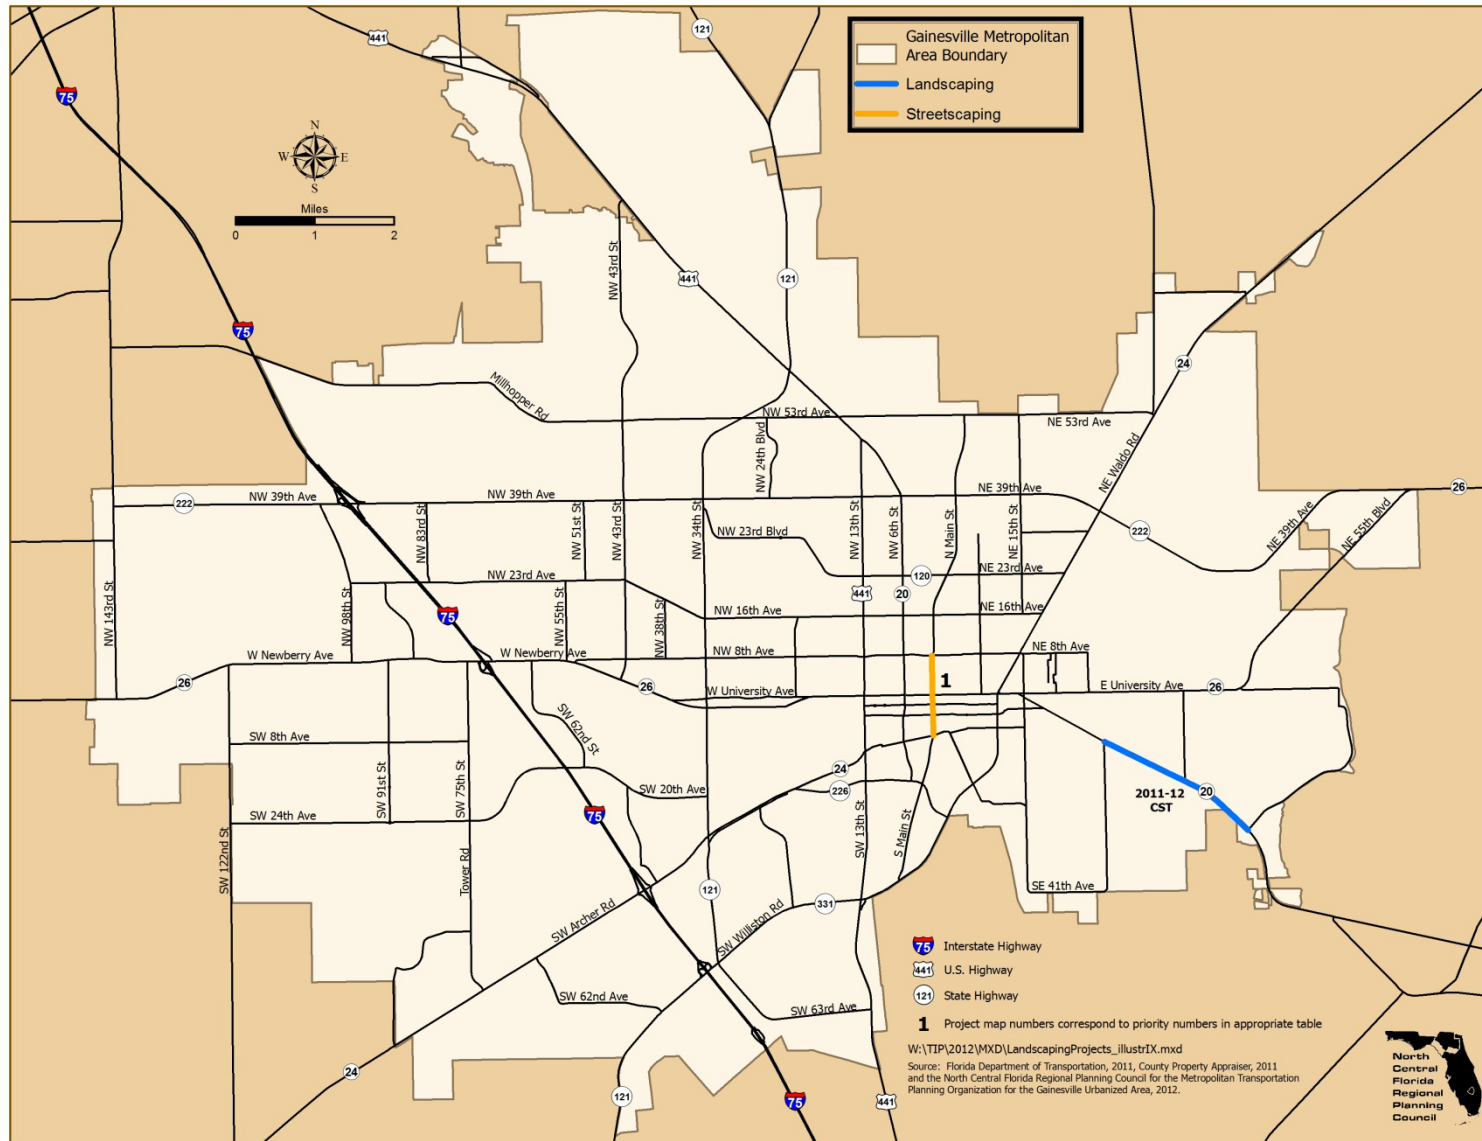 Gainesville Metropolitan
Area Boundary
Landscaping
Streetscaping
441
121
75
N
W E
S
Miles
0 1 2
NW 43rd St
441
121
75
24
Millhopper Rd
NW 53rd Ave
NE 53rd Ave
NW 24th Blvd
NE Waldo Rd
26
222
NW 39th Ave
NW 39th Ave
NE 39th Ave
NE 39th Ave
NE 55th Blvd
NW 83rd St
NW 51st St
NW 43rd St
NW 34th St
NW 23rd Blvd
NW 13th St
NW 6th St
N Main St
NE 15th St
222
NW 143rd St
NW 98th St
NW 23rd Ave
120
NE 23rd Ave
441
20
75
NW 55th St
NW 38th St
NW 16th Ave
NE 16th Ave
W Newberry Ave
W Newberry Ave
NW 8th Ave
NE 8th Ave
26
26
W University Ave
1
E University Ave
26
SW 8th Ave
SW 62nd St
SW 91st St
SW 75th St
24
226
SW 20th Ave
2011-12
CST
20
SW 24th Ave
75
SW 122nd St
Tower Rd
SW 13th St
S Main St
121
SE 41th Ave
SW Archer Rd
SW Williston Rd
331
SW 62nd Ave
SW 63rd Ave
24
121
75
441
75 Interstate Highway
441 U.S. Highway
121 State Highway
1 Project map numbers correspond to priority numbers in appropriate table
W:\TIP\2012\MXD\LandscapingProjects_illustrIX.mxd
Source: Florida Department of Transportation, 2011, County Property Appraiser, 2011
and the North Central Florida Regional Planning Council for the Metropolitan Transportation
Planning Organization for the Gainesville Urbanized Area, 2012.
North
Central
Florida
Regional
Planning
Council